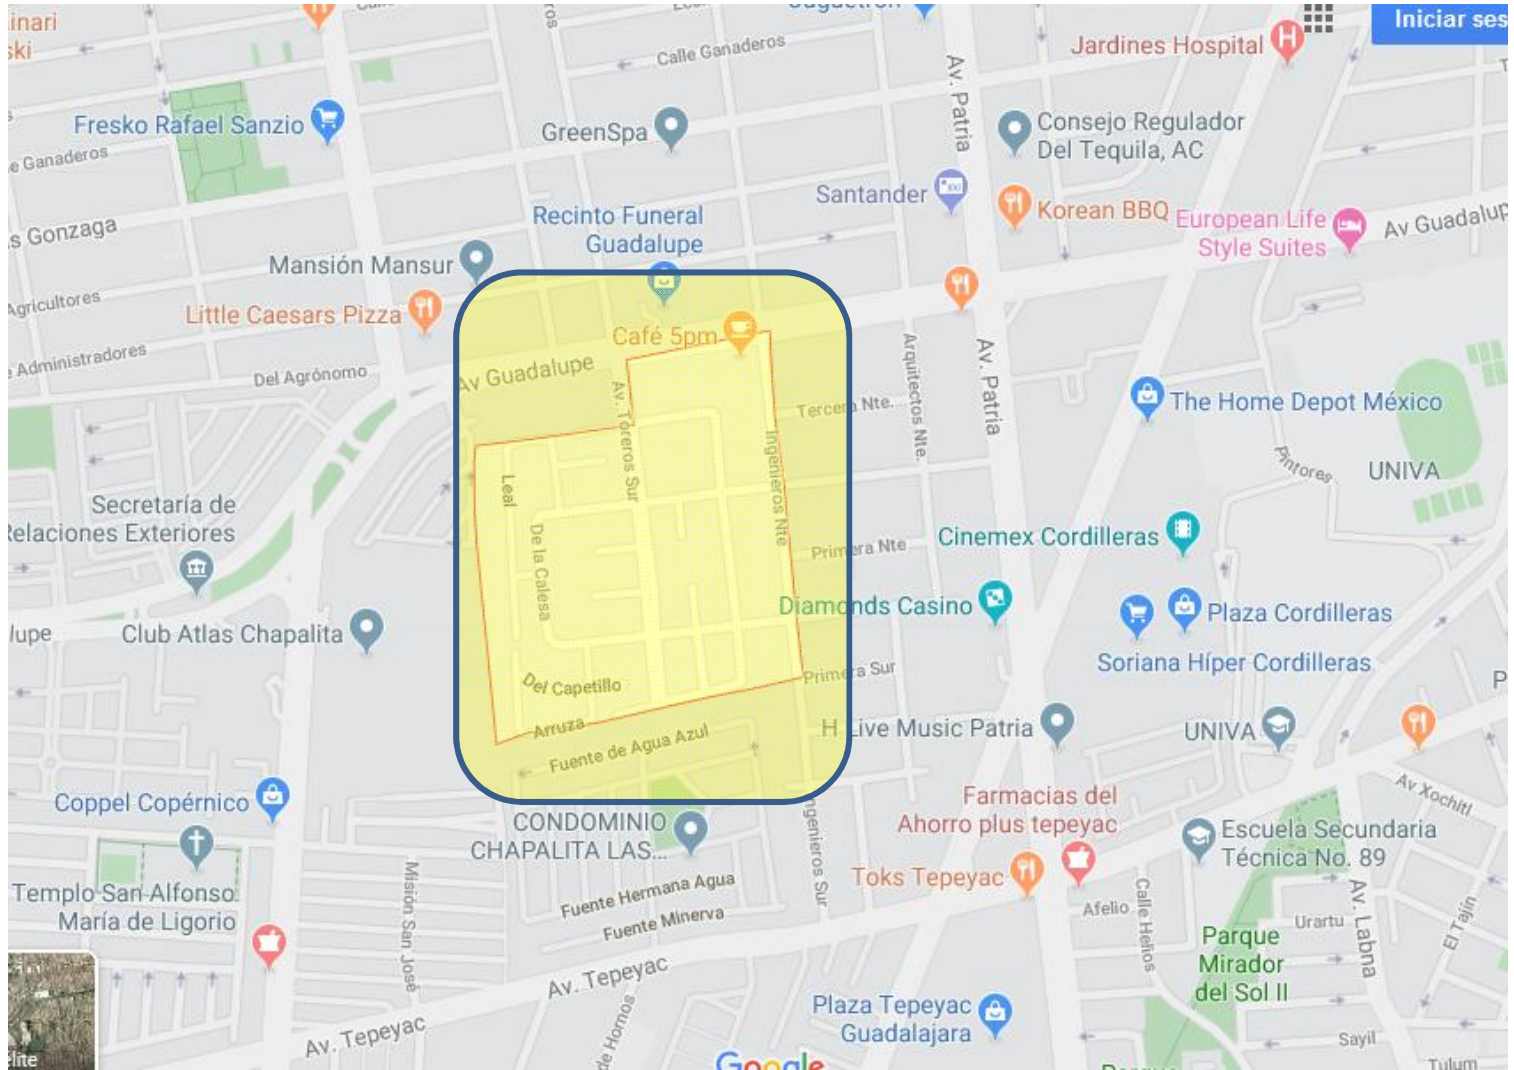 inari
ski
Iniciar ses
Jardines Hospital
Calle Ganaderos
Av. Patria
Fresko Rafael Sanzio
GreenSpa
Consejo Regulador
Del Tequila, AC
e Ganaderos
Santander
Korean BBQ
European Life
Style Suites
Av Guadalup
s Gonzaga
Recinto Funeral
Guadalupe
Mansión Mansur
Agricultores
Little Caesars Pizza
Café 5pm
Administradores
Del Agrónomo
Av Guadalupe
Av. Toreros Sur
Arquitectos Nte.
Av. Patria
Tercera Nte.
The Home Depot México
Ingenieros Nte
Pintores
UNIVA
Leal
De la Calesa
Secretaría de
Relaciones Exteriores
Primera Nte
Cinemex Cordilleras
Diamonds Casino
Plaza Cordilleras
Soriana Híper Cordilleras
lupe
Club Atlas Chapalita
Del Capetillo
Primera Sur
P
Arruza
Fuente de Agua Azul
H Live Music Patria
UNIVA
Av Xochitl
Coppel Copérnico
CONDOMINIO
CHAPALITA LAS...
Ingenieros Sur
Farmacias del
Ahorro plus tepeyac
Escuela Secundaria
Técnica No. 89
Templo San Alfonso
María de Ligorio
Misión San José
Fuente Hermana Agua
Fuente Minerva
Toks Tepeyac
Afelio
Calle Helios
Urartu
Av. Labna
El Tajín
Parque
Mirador
del Sol II
Av. Tepeyac
Av. Tepeyac
de Hornos
Plaza Tepeyac
Guadalajara
Sayil
Tulum
élite
Google